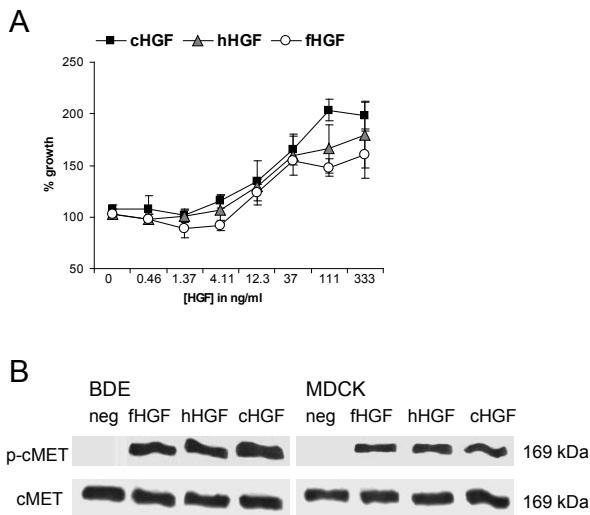 A
cHGF hHGF fHGF
250
200
150
100
50
% growth
0 0.46 1.37 4.11 12.3 37 111 333
[HGF] in ng/ml
B
BDE MDCK
neg fHGF hHGF cHGF neg fHGF hHGF cHGF
p-cMET 169 kDa
cMET 169 kDa